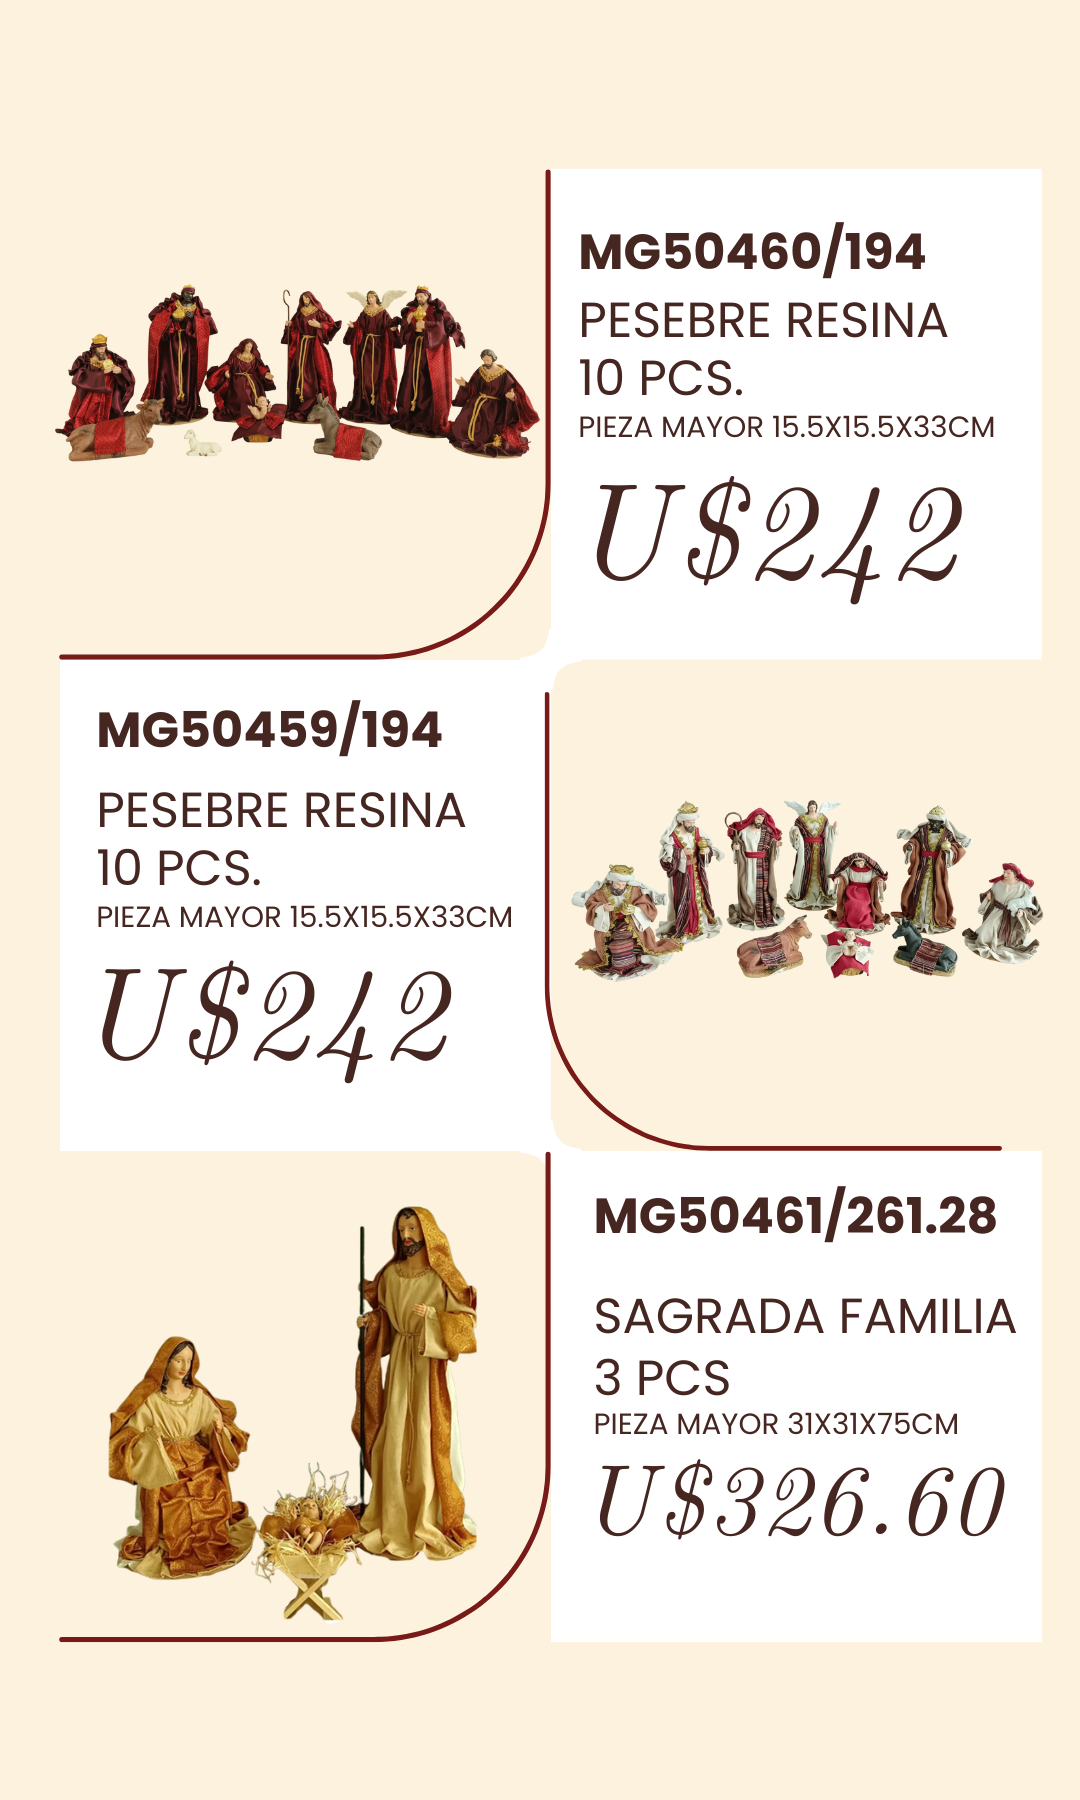 MG50460/194
PESEBRE RESINA
10 PCS.
PIEZA MAYOR 15.5X15.5X33CM
U$242
MG50459/194
PESEBRE RESINA
10 PCS.
PIEZA MAYOR 15.5X15.5X33CM
U$242
MG50461/261.28
SAGRADA FAMILIA
3 PCS
PIEZA MAYOR 31X31X75CM
U$326.60